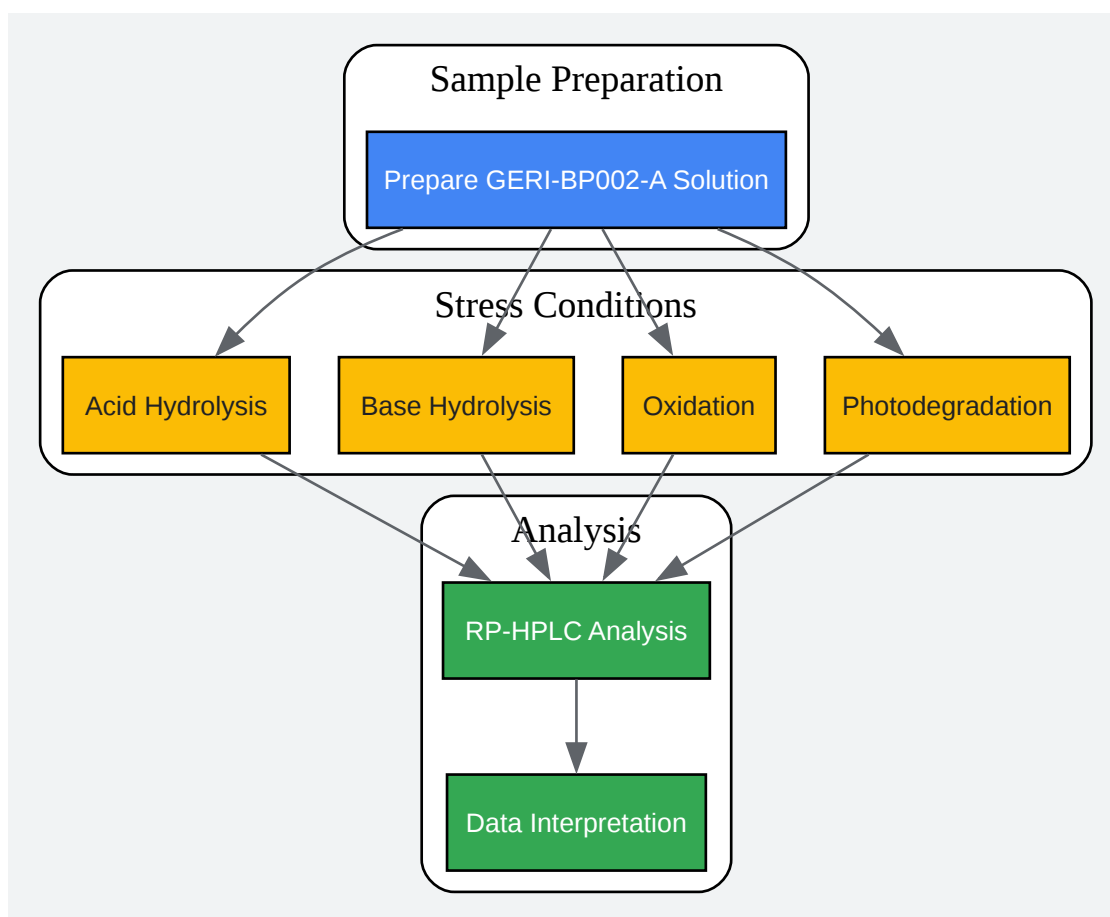 Sample Preparation
Prepare GERI-BP002-A Solution
Stress Conditions
Acid Hydrolysis
Base Hydrolysis
Oxidation
Photodegradation
Analysis
RP-HPLC Analysis
Data Interpretation